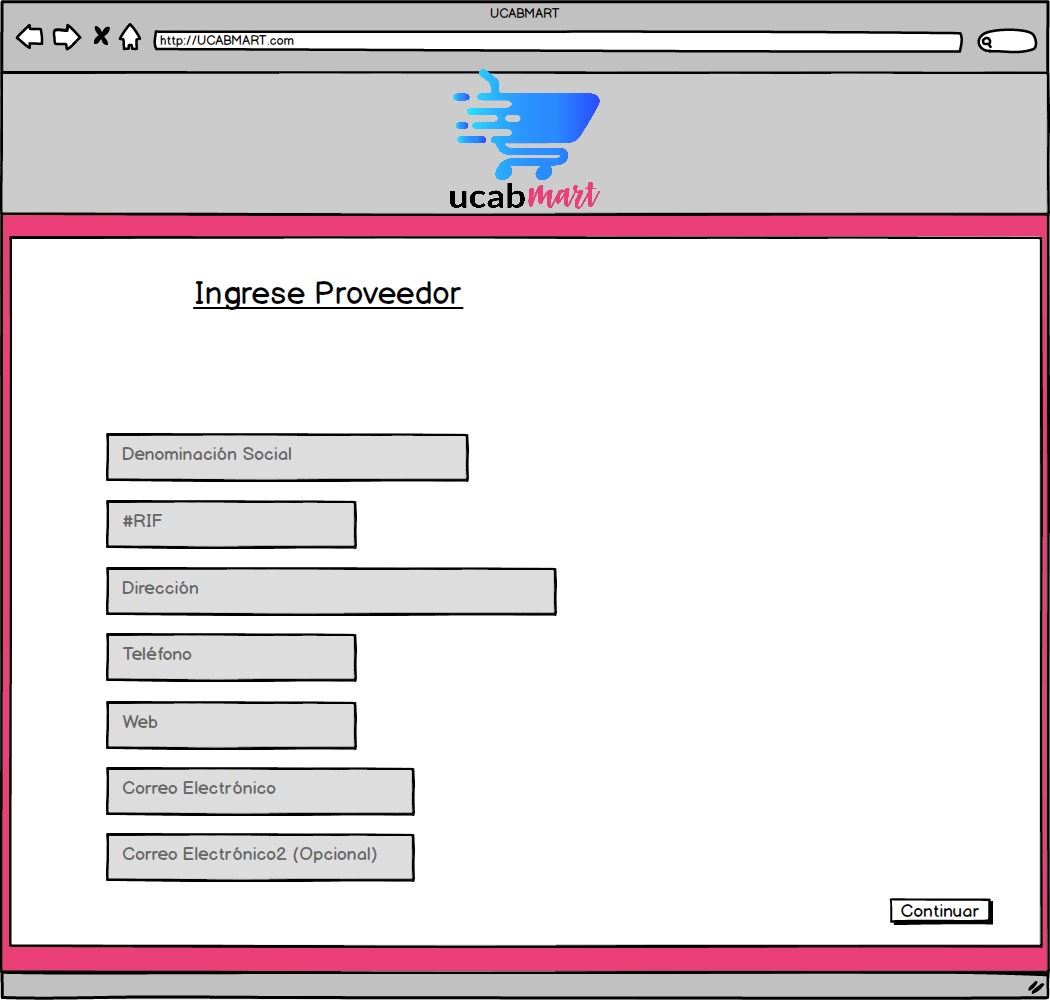 UCABMART
http://UCABMART.com
ucabmart
Ingrese Proveedor
Denominación Social
#RIF
Dirección
Teléfono
Web
Correo Electrónico
Correo Electrónico2 (Opcional)
Continuar